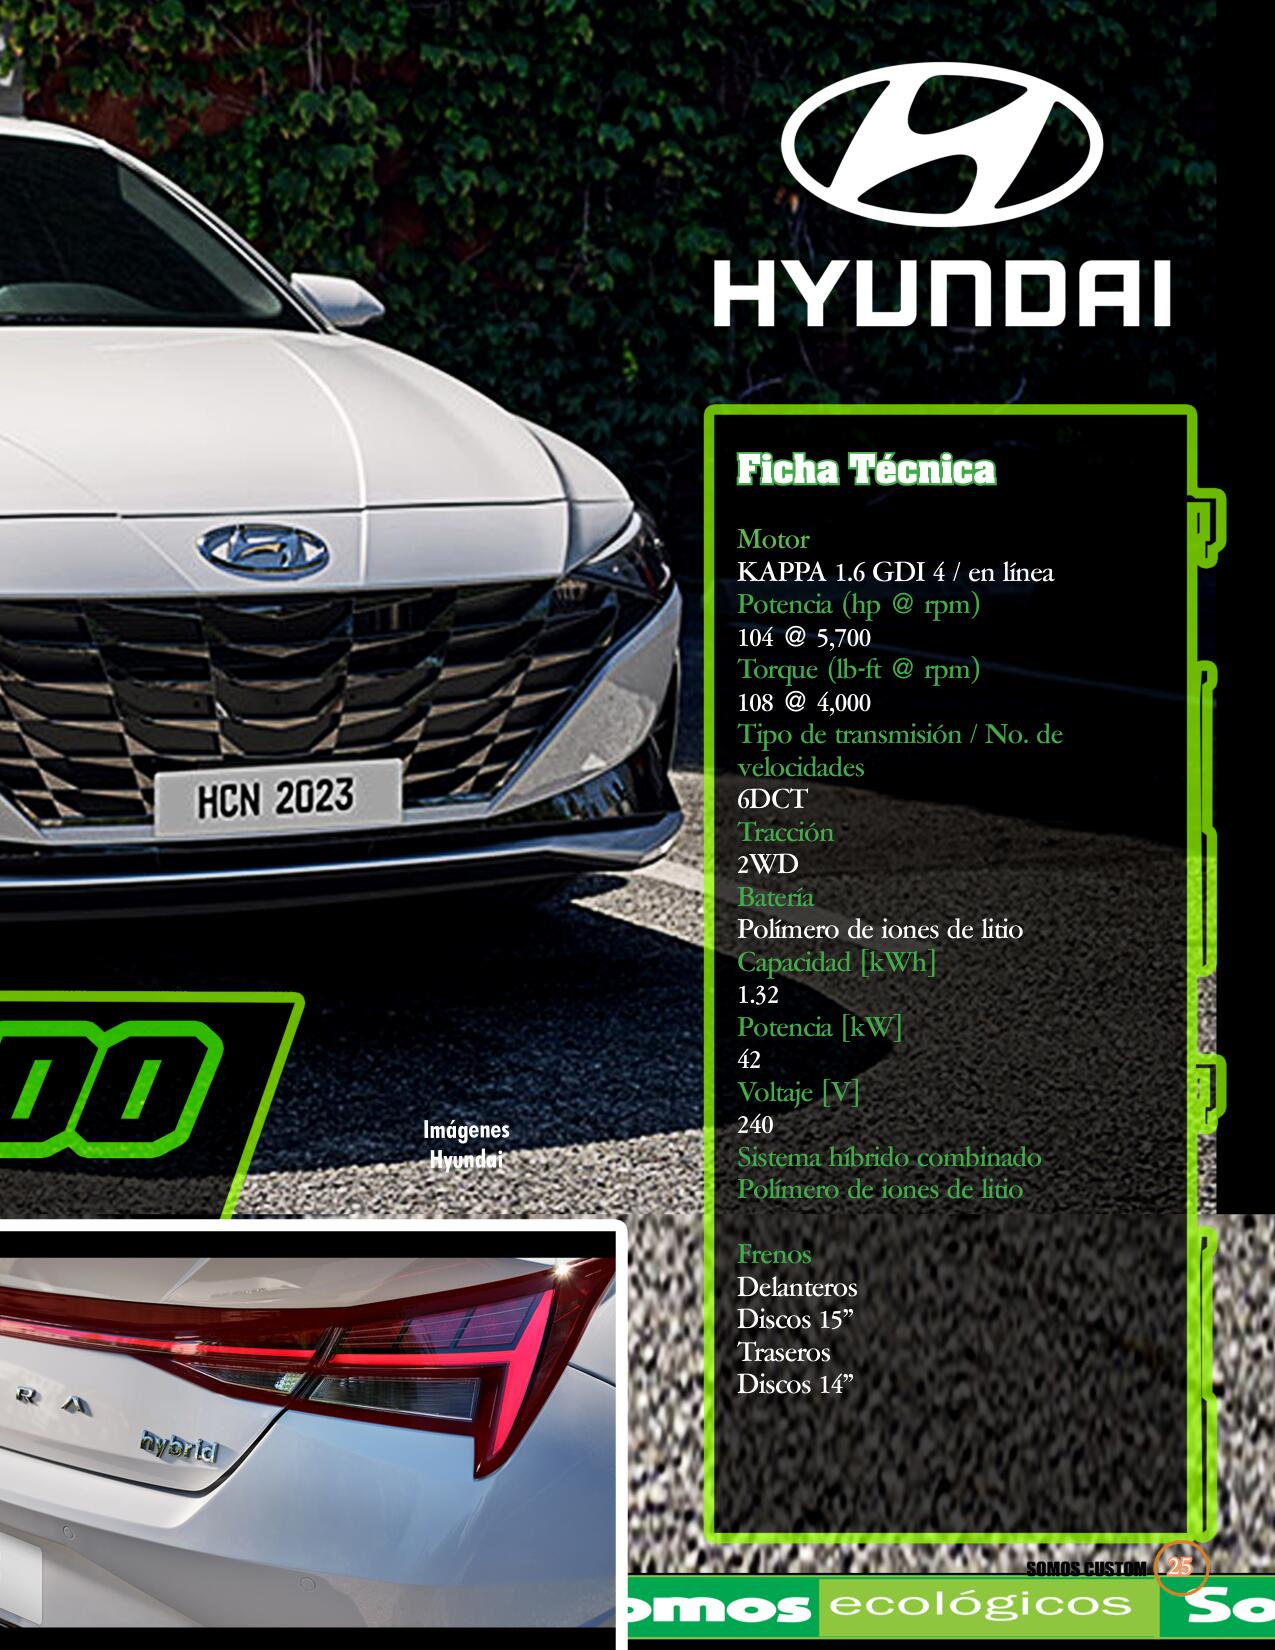 HYUNDAI
Ficha Técnica
Motor
KAPPA 1.6 GDI 4 / en línea
Potencia (hp @ rpm)
104 @ 5,700
Torque (lb-ft @ rpm)
108 @ 4,000
Tipo de transmisión / No. de
velocidades
6DCT
Tracción
2WD
Batería
Polímero de iones de litio
Capacidad [kWh]
1.32
Potencia [kW]
42
Voltaje [V]
240
Sistema híbrido combinado
Polímero de iones de litio
Frenos
Delanteros
Discos 15”
Traseros
Discos 14”
HCN 2023
Imágenes
Hyundai
R A
hybrid
SOMOS CUSTOM 25
omos ecológicos So